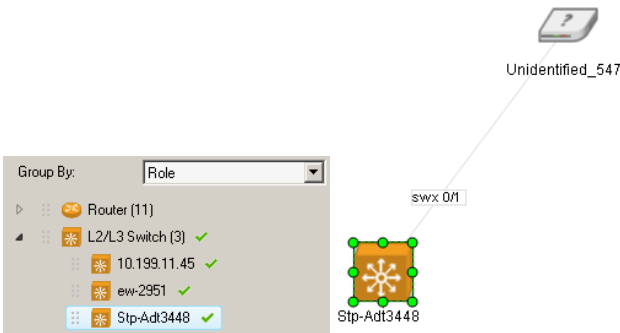 ?
Unidentified_547
Group By:
Role
Router (11)
swx 0/1
L2/L3 Switch (3)
10.199.11.45
ew-2951
Stp-Adt3448
Stp-Adt3448